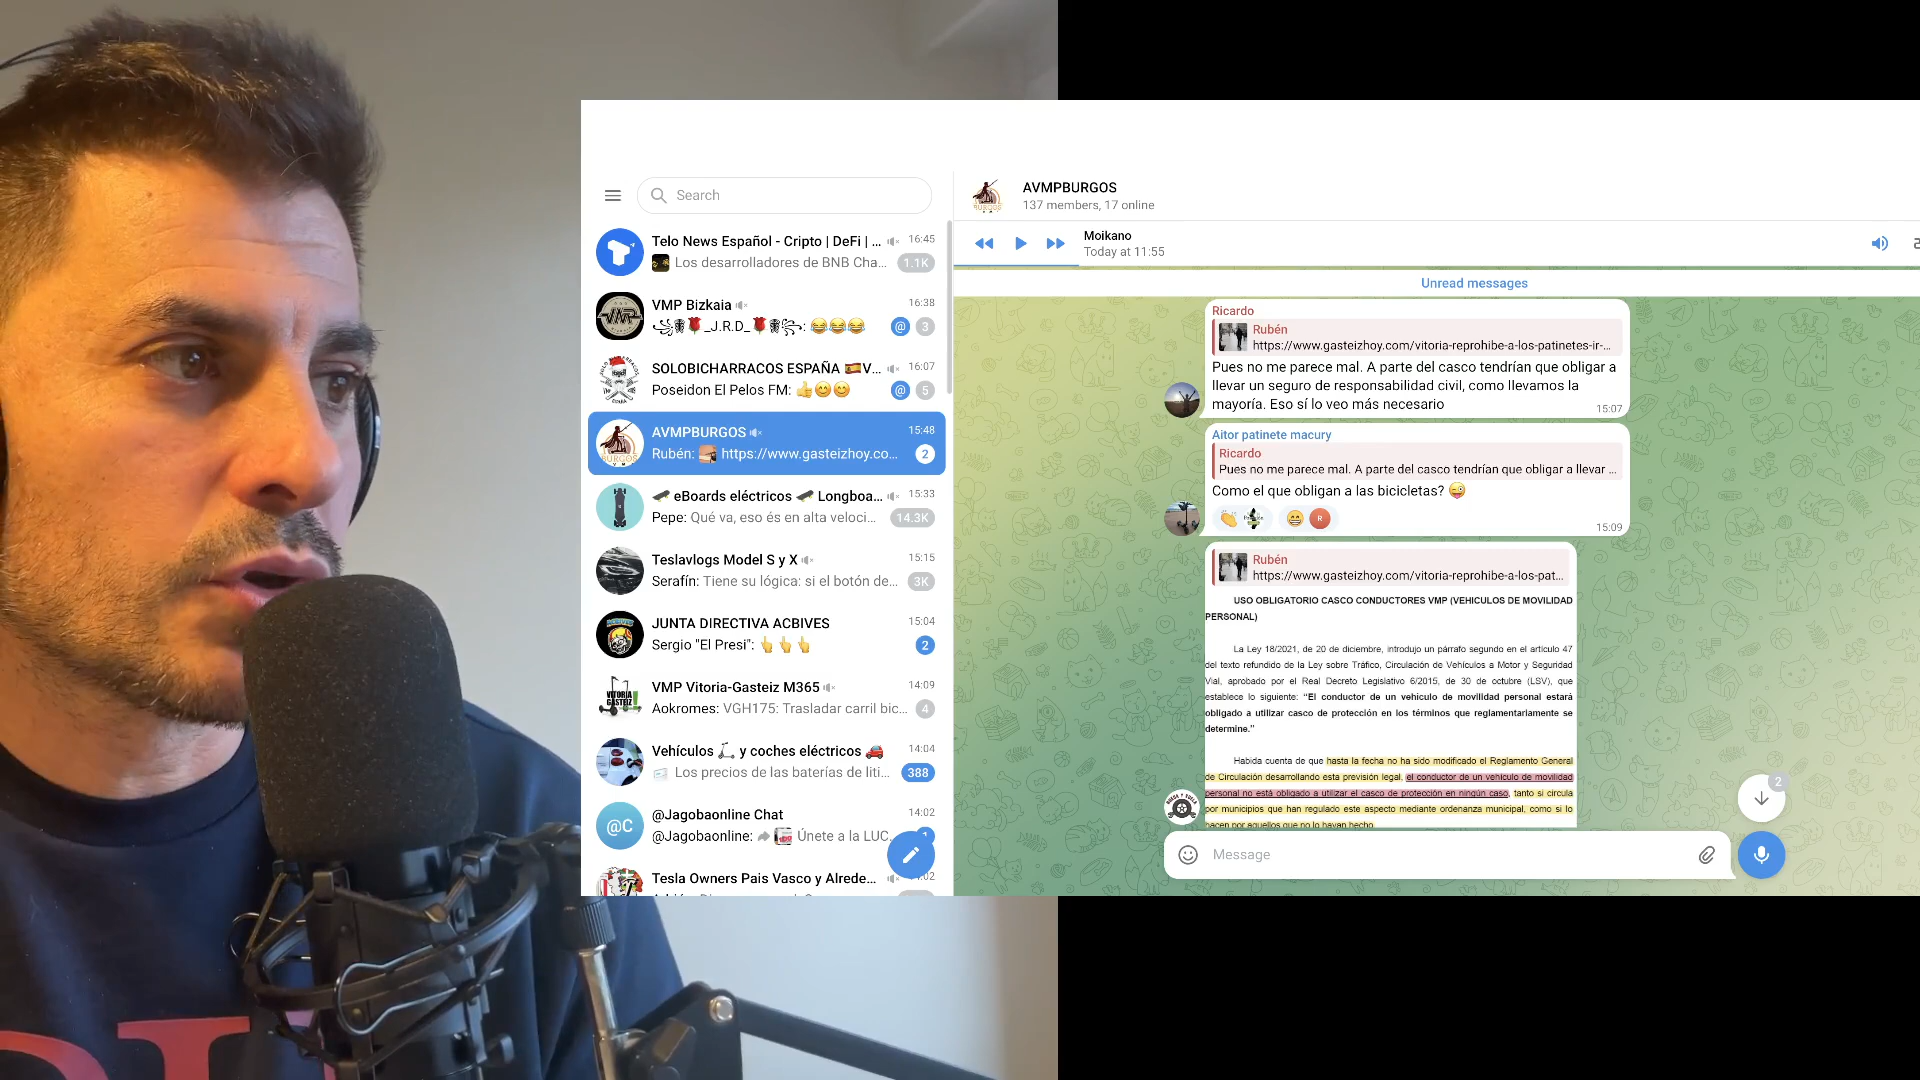 Search
Telo News Español - Cripto | DeFi | ...
16:45
Los desarrolladores de BNB Cha...
1.1K
VMP Bizkaia
16:38
_J.R.D_🌹 : 😂😂😂
@ 3
SOLOBICHARRACOS ESPAÑA 🇪🇸V...
16:07
Poseidon El Pelos FM: 👍😊😊
@ 5
AVMPBURGOS
15:48
Rubén: https://www.gasteizhoy.co...
2
🛹 eBoards eléctricos 🛹 Longboa...
15:33
Pepe: Qué va, eso és en alta veloci...
14.3K
Teslavlogs Model S y X
15:15
Serafín: Tiene su lógica: si el botón de...
3K
JUNTA DIRECTIVA ACBIVES
15:04
Sergio "El Presi": 👆👆👆
2
VMP Vitoria-Gasteiz M365
14:09
Aokromes: VGH175: Trasladar carril bic...
4
Vehículos 🛴 y coches eléctricos 🚗
14:04
Los precios de las baterías de liti...
388
@C
@Jagobaonline Chat
14:02
@Jagobaonline: Únete a la LUC...
1
Tesla Owners Pais Vasco y Alrede...
:02
AVMPBURGOS
137 members, 17 online
Moikano
Today at 11:55
Unread messages
Ricardo
Rubén
https://www.gasteizhoy.com/vitoria-reprohibe-a-los-patinetes-ir-...
Pues no me parece mal. A parte del casco tendrían que obligar a
llevar un seguro de responsabilidad civil, como llevamos la
mayoría. Eso sí lo veo más necesario
15:07
Aitor patinete macury
Ricardo
Pues no me parece mal. A parte del casco tendrían que obligar a llevar ...
Como el que obligan a las bicicletas? 😜
👏 😁 R
15:09
Rubén
https://www.gasteizhoy.com/vitoria-reprohibe-a-los-pat...
USO OBLIGATORIO CASCO CONDUCTORES VMP (VEHICULOS DE MOVILIDAD
PERSONAL)
La Ley 18/2021, de 20 de diciembre, introdujo un párrafo segundo en el artículo 47
del texto refundido de la Ley sobre Tráfico, Circulación de Vehículos a Motor y Seguridad
Vial, aprobado por el Real Decreto Legislativo 6/2015, de 30 de octubre (LSV), que
establece lo siguiente: “El conductor de un vehículo de movilidad personal estará
obligado a utilizar casco de protección en los términos que reglamentariamente se
determine.”
Habida cuenta de que hasta la fecha no ha sido modificado el Reglamento General
de Circulación desarrollando esta previsión legal, el conductor de un vehículo de movilidad
personal no está obligado a utilizar el casco de protección en ningún caso, tanto si circula
por municipios que han regulado este aspecto mediante ordenanza municipal, como si lo
hacen por aquellos que no lo hayan hecho.
2
Message